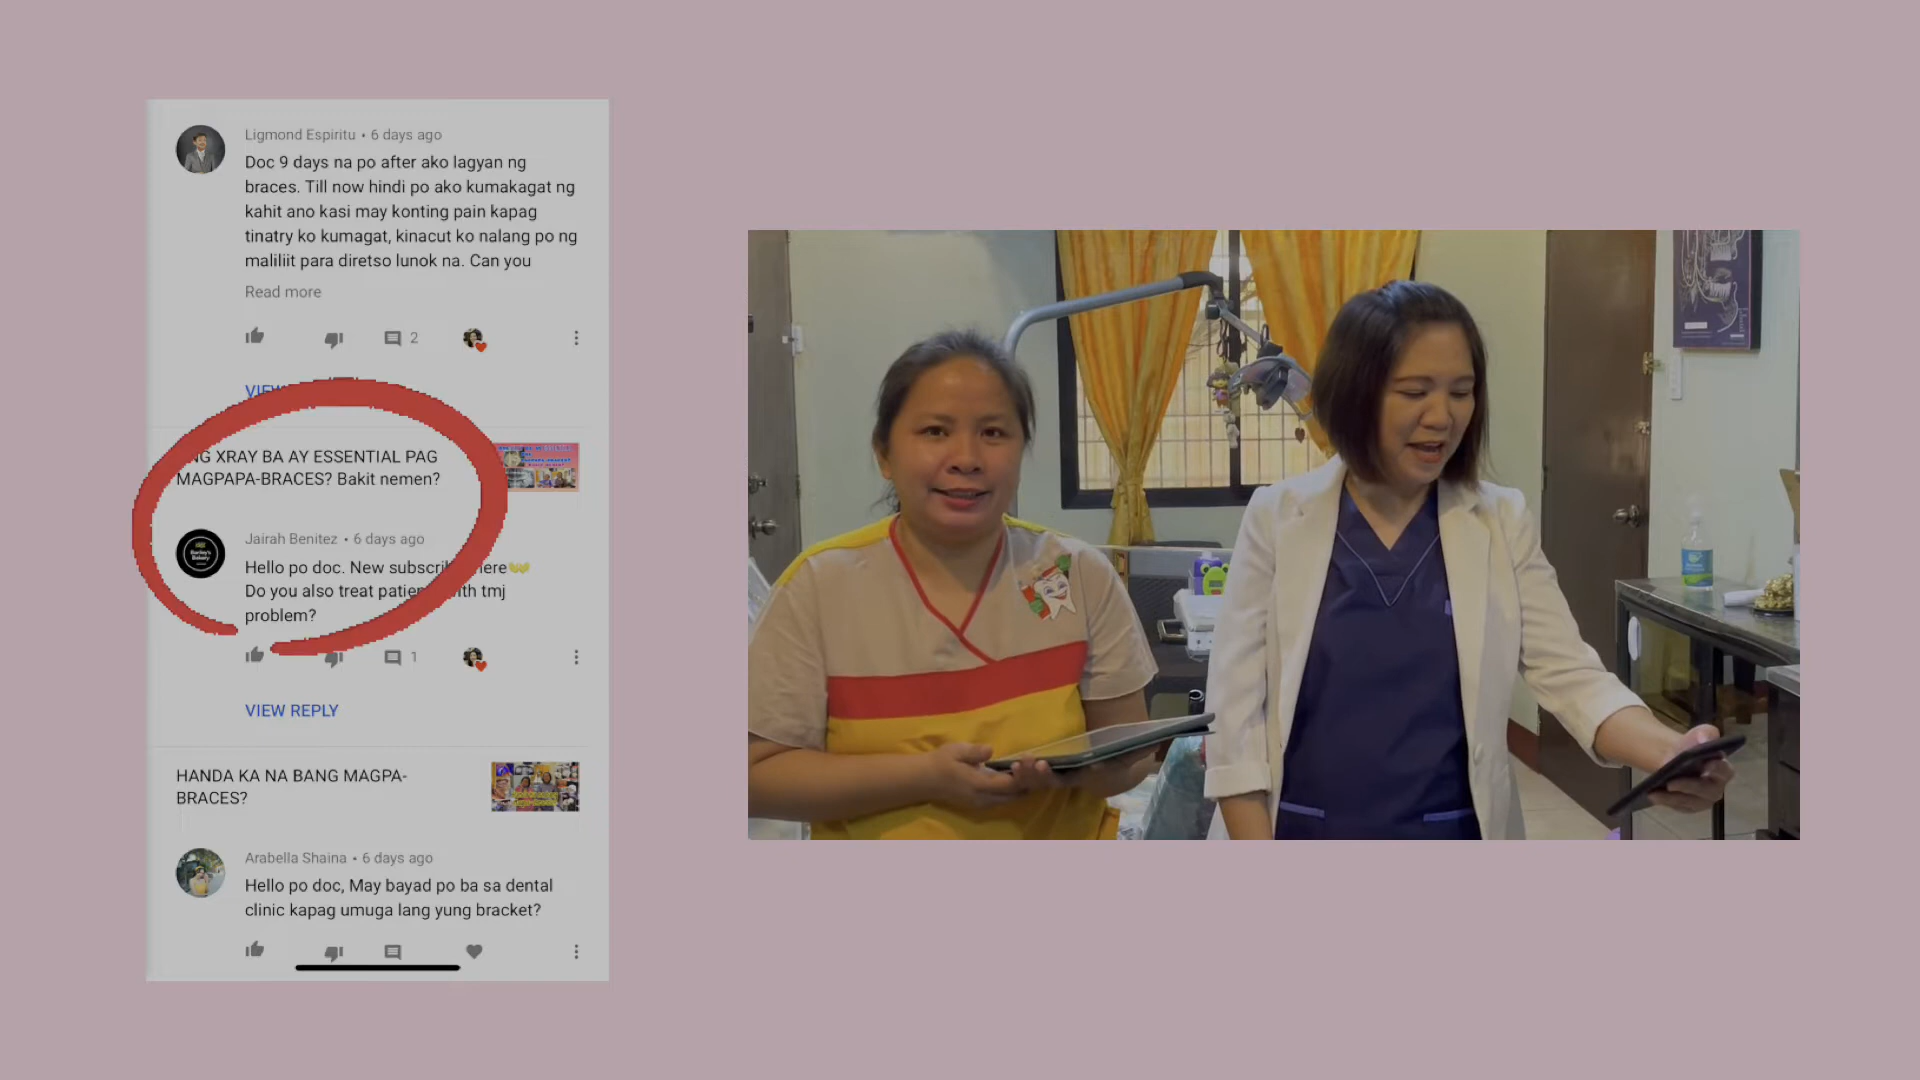 Ligmond Espiritu • 6 days ago
Doc 9 days na po after ako lagyan ng
braces. Till now hindi po ako kumakagat ng
kahit ano kasi may konting pain kapag
tinatry ko kumagat, kinacut ko nalang po ng
maliliit para diretso lunok na. Can you
Read more
2
XRAY BA AY ESSENTIAL PAG
MAGPAPA-BRACES? Bakit nemen?
Jairah Benitez • 6 days ago
Hello po doc. New
Do you also treat tmj
problem?
1
VIEW REPLY
HANDA KA NA BANG MAGPA-
BRACES?
Arabella Shaina • 6 days ago
Hello po doc, May bayad po ba sa dental
clinic kapag umuga lang yung bracket?